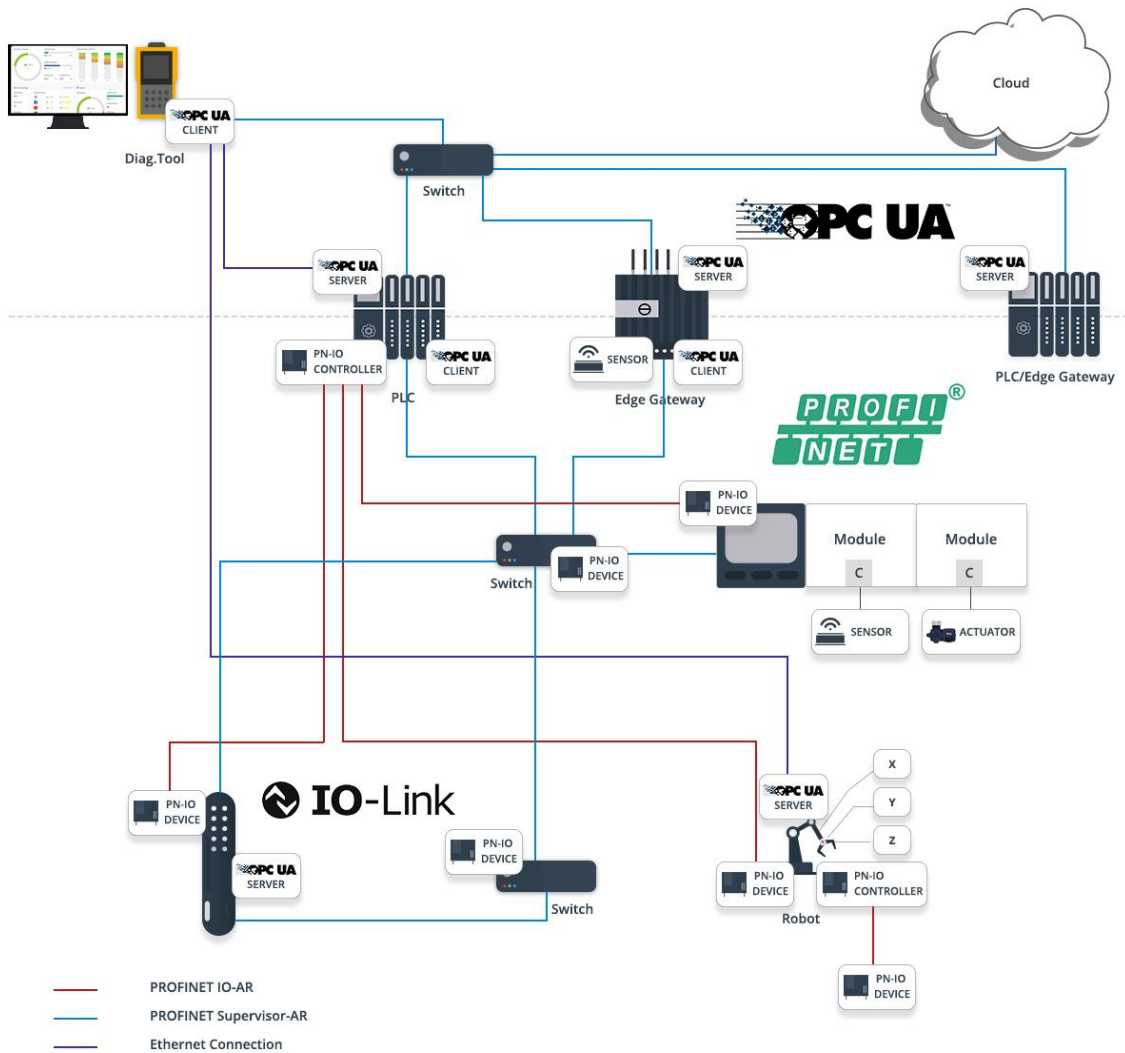 OPC UA
CLIENT
Diag.Tool
Cloud
Switch
OPC UA™
OPC UA
SERVER
OPC UA
SERVER
OPC UA
SERVER
PN-IO
CONTROLLER
OPC UA
CLIENT
PLC
SENSOR
OPC UA
CLIENT
Edge Gateway
PLC/Edge Gateway
PROFI®
NET
PN-IO
DEVICE
Module
C
Module
C
Switch
PN-IO
DEVICE
SENSOR
ACTUATOR
IO-Link
PN-IO
DEVICE
OPC UA
SERVER
PN-IO
DEVICE
Switch
OPC UA
SERVER
X
Y
Z
PN-IO
DEVICE
PN-IO
CONTROLLER
Robot
PN-IO
DEVICE
PROFINET IO-AR
PROFINET Supervisor-AR
Ethernet Connection